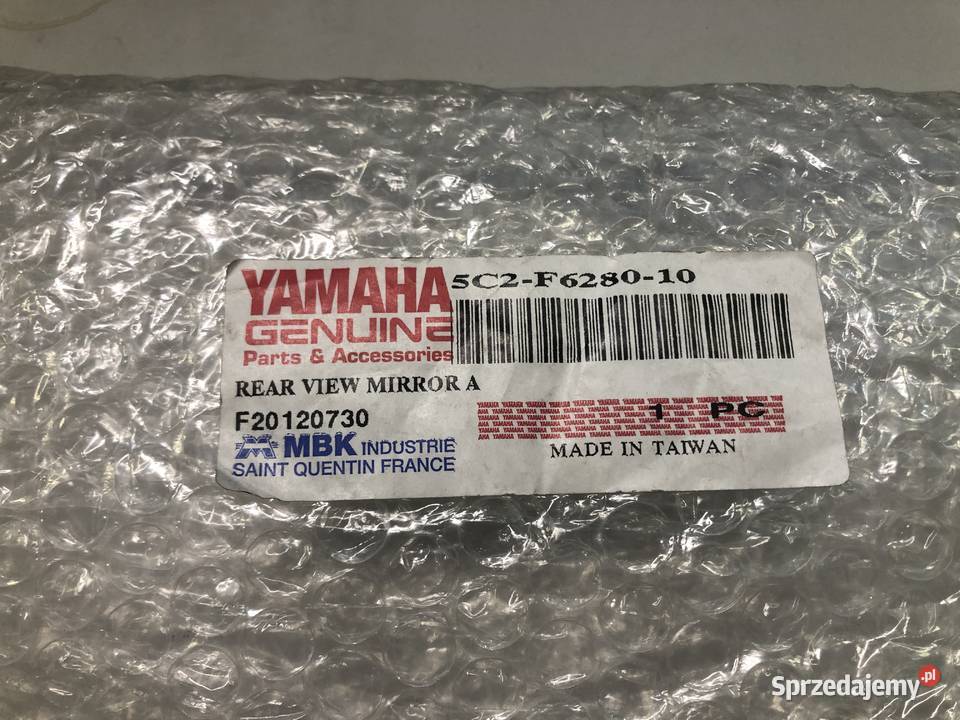 YAMAHA 5C2-F6280-10
GENUINE
Parts & Accessories
REAR VIEW MIRROR A
F20120730
1 PC
MBK INDUSTRIE
SAINT QUENTIN FRANCE
MADE IN TAIWAN
Sprzedajemy.pl